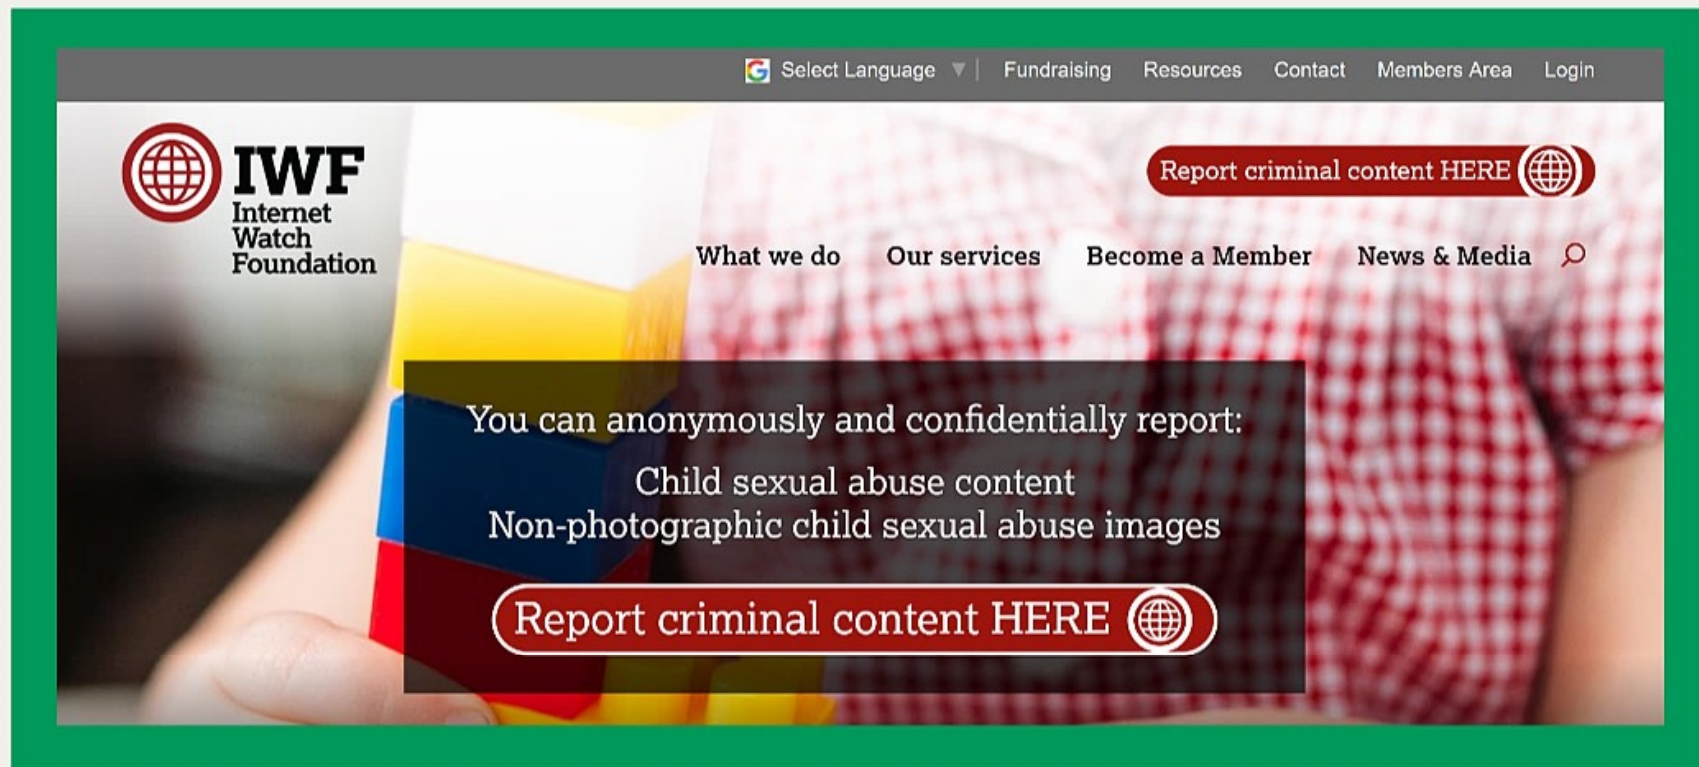 Select Language
Fundraising
Resources
Contact
Members Area
Login
IWF
Internet
Watch
Foundation
Report criminal content HERE
What we do
Our services
Become a Member
News & Media
You can anonymously and confidentially report:
Child sexual abuse content
Non-photographic child sexual abuse images
Report criminal content HERE